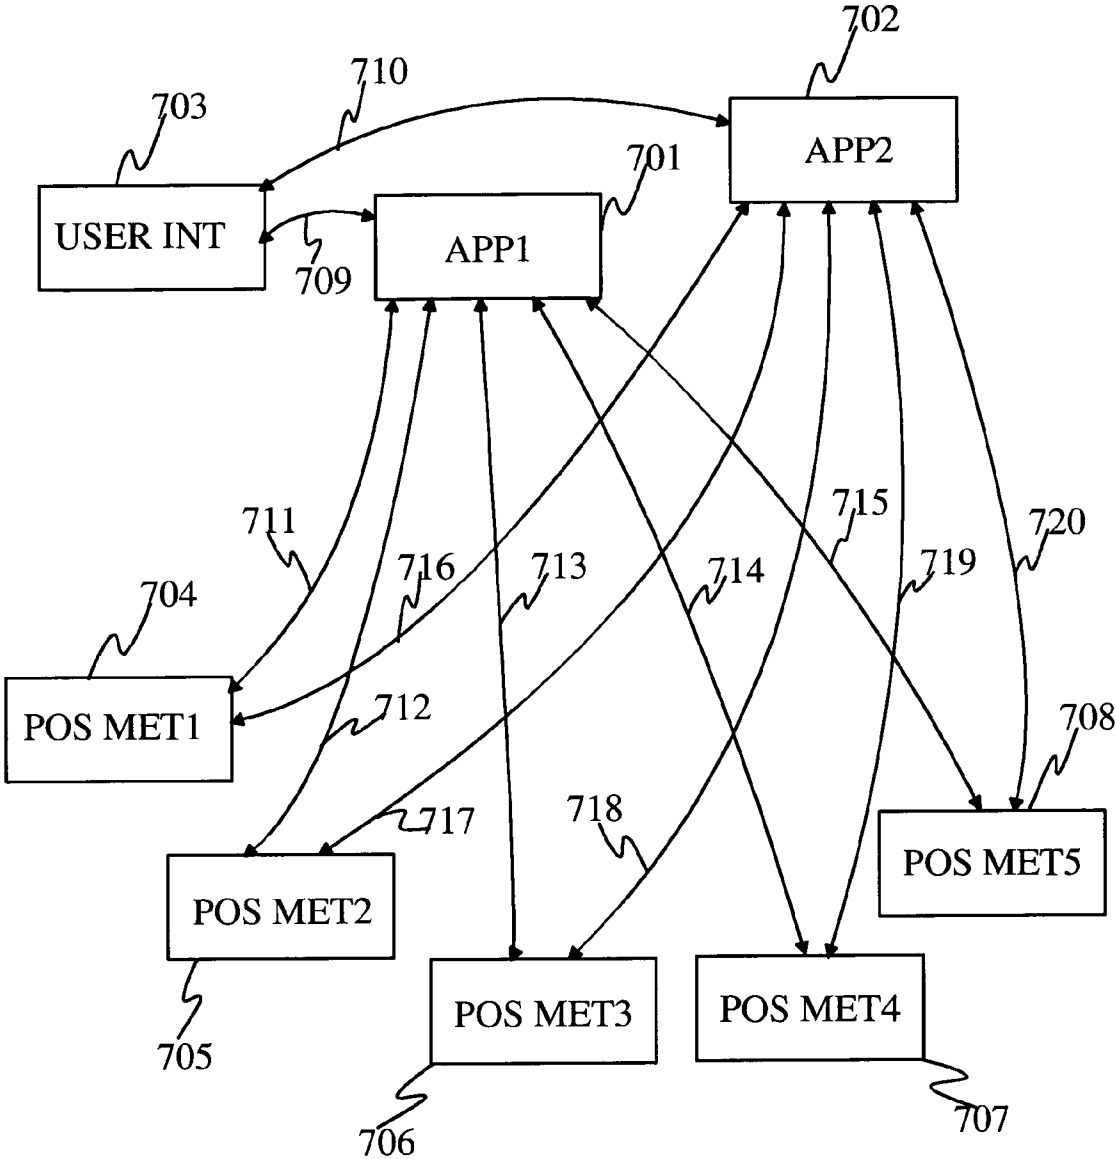 702
710
703
APP2
701
USER INT
APP1
709
715
711
720
716
713
714
719
704
712
708
POS MET1
718
717
POS MET5
POS MET2
POS MET3
POS MET4
705
707
706